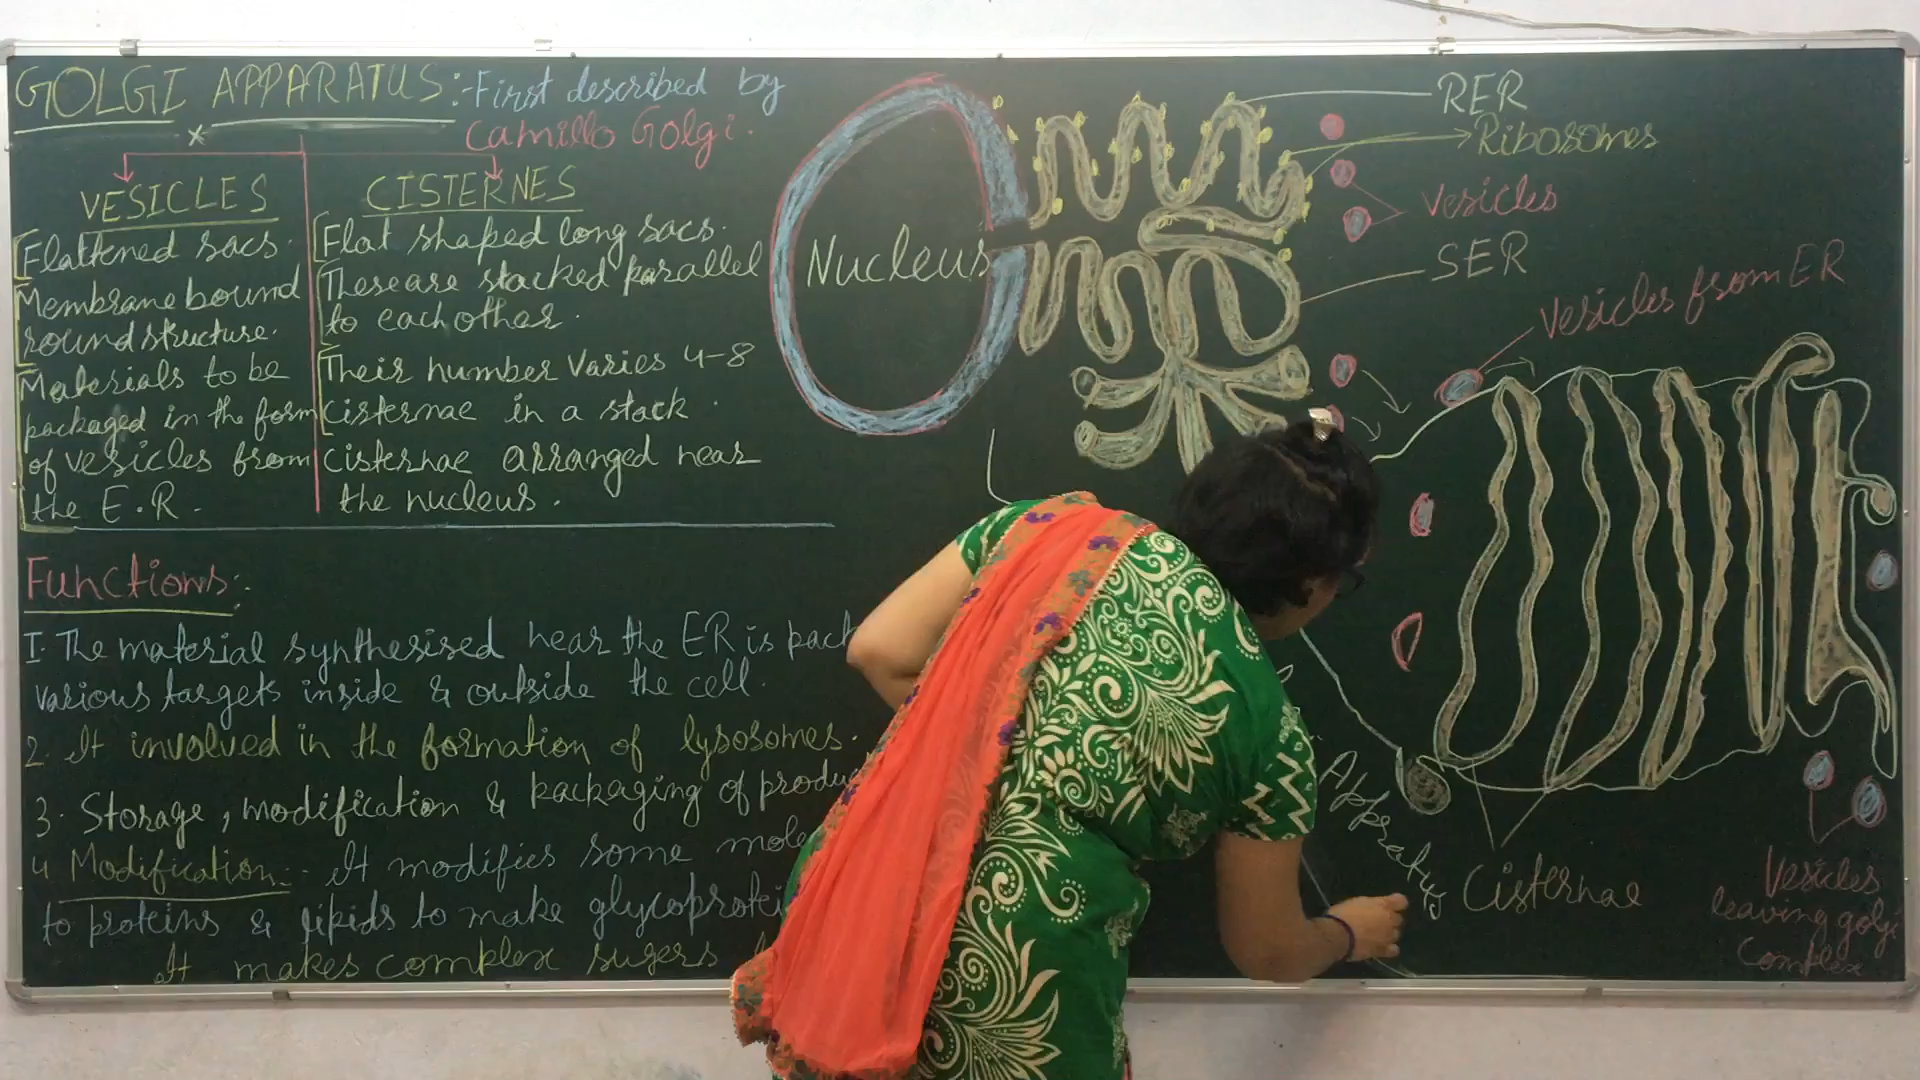 GOLGI APPARATUS:- First described by
Camillo Golgi.
VESICLES
Flattened sacs.
Membrane bound
round structure.
Materials to be
packaged in the form
of vesicles from
the E.R.
CISTERNES
Flat shaped long sacs.
These are stacked parallel
to each other.
Their number varies 4-8
cisternae in a stack.
cisternae arranged near
the nucleus.
Functions:-
I. The material synthesised near the ER is pack
various targets inside & outside the cell.
2. It involved in the formation of lysosomes.
3. Storage, modification & packaging of produ
4 Modification:- It modifies some mole
to proteins & lipids to make glycoprotei
It makes complex sugers
Nucleus
RER
Ribosomes
Vesicles
SER
Vesicles from ER
Appratus
Cisternae
Vesicles
leaving golgi
Complex